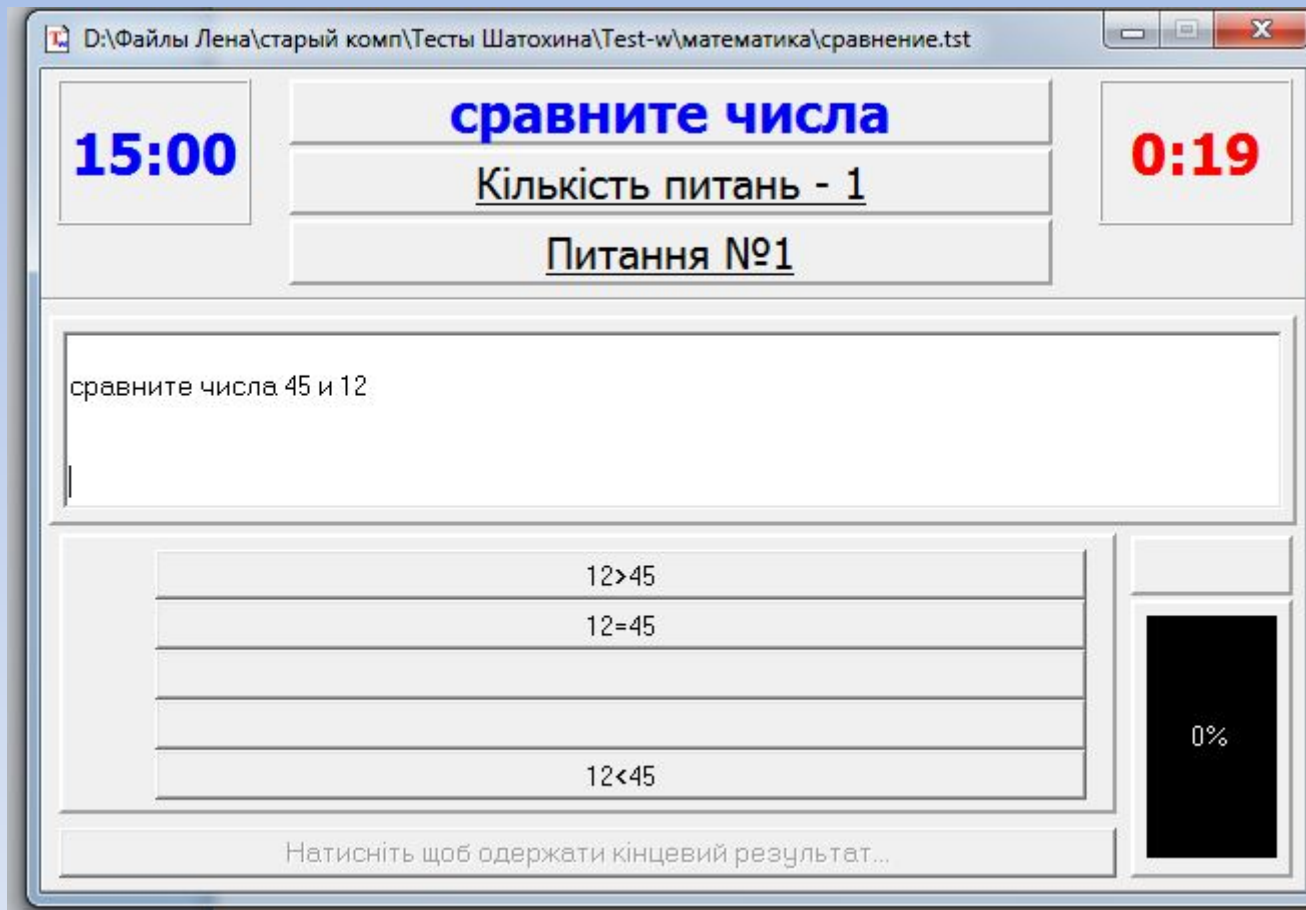 D:\Файлы Лена\старый комп\Тесты Шатохина\Test-w\математика\сравнение.tst
15:00
сравните числа
0:19
Кількість питань - 1
Питання №1
сравните числа 45 и 12
12>45
12=45
12<45
0%
Натисніть щоб одержати кінцевий результат...